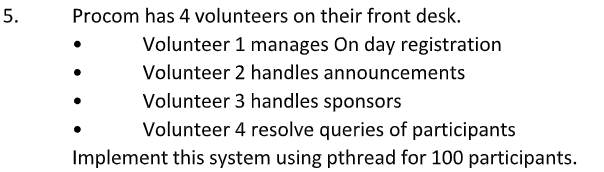 5. Procom has 4 volunteers on their front desk.
• Volunteer 1 manages On day registration
• Volunteer 2 handles announcements
• Volunteer 3 handles sponsors
• Volunteer 4 resolve queries of participants
Implement this system using pthread for 100 participants.